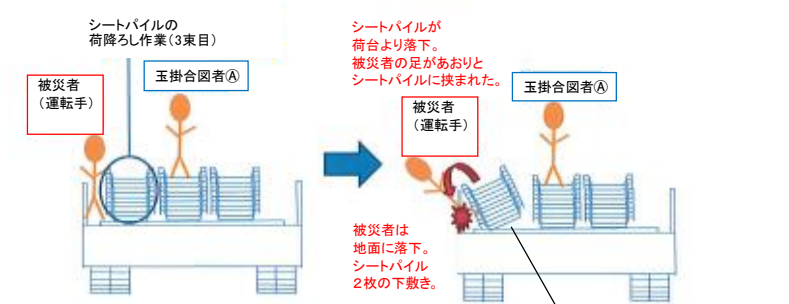 シートパイルの
荷降ろし作業(3束目)
被災者
(運転手)
玉掛合図者Ⓐ
シートパイルが
荷台より落下。
被災者の足があおりと
シートパイルに挟まれた。
被災者
(運転手)
玉掛合図者Ⓐ
被災者は
地面に落下。
シートパイル
２枚の下敷き。